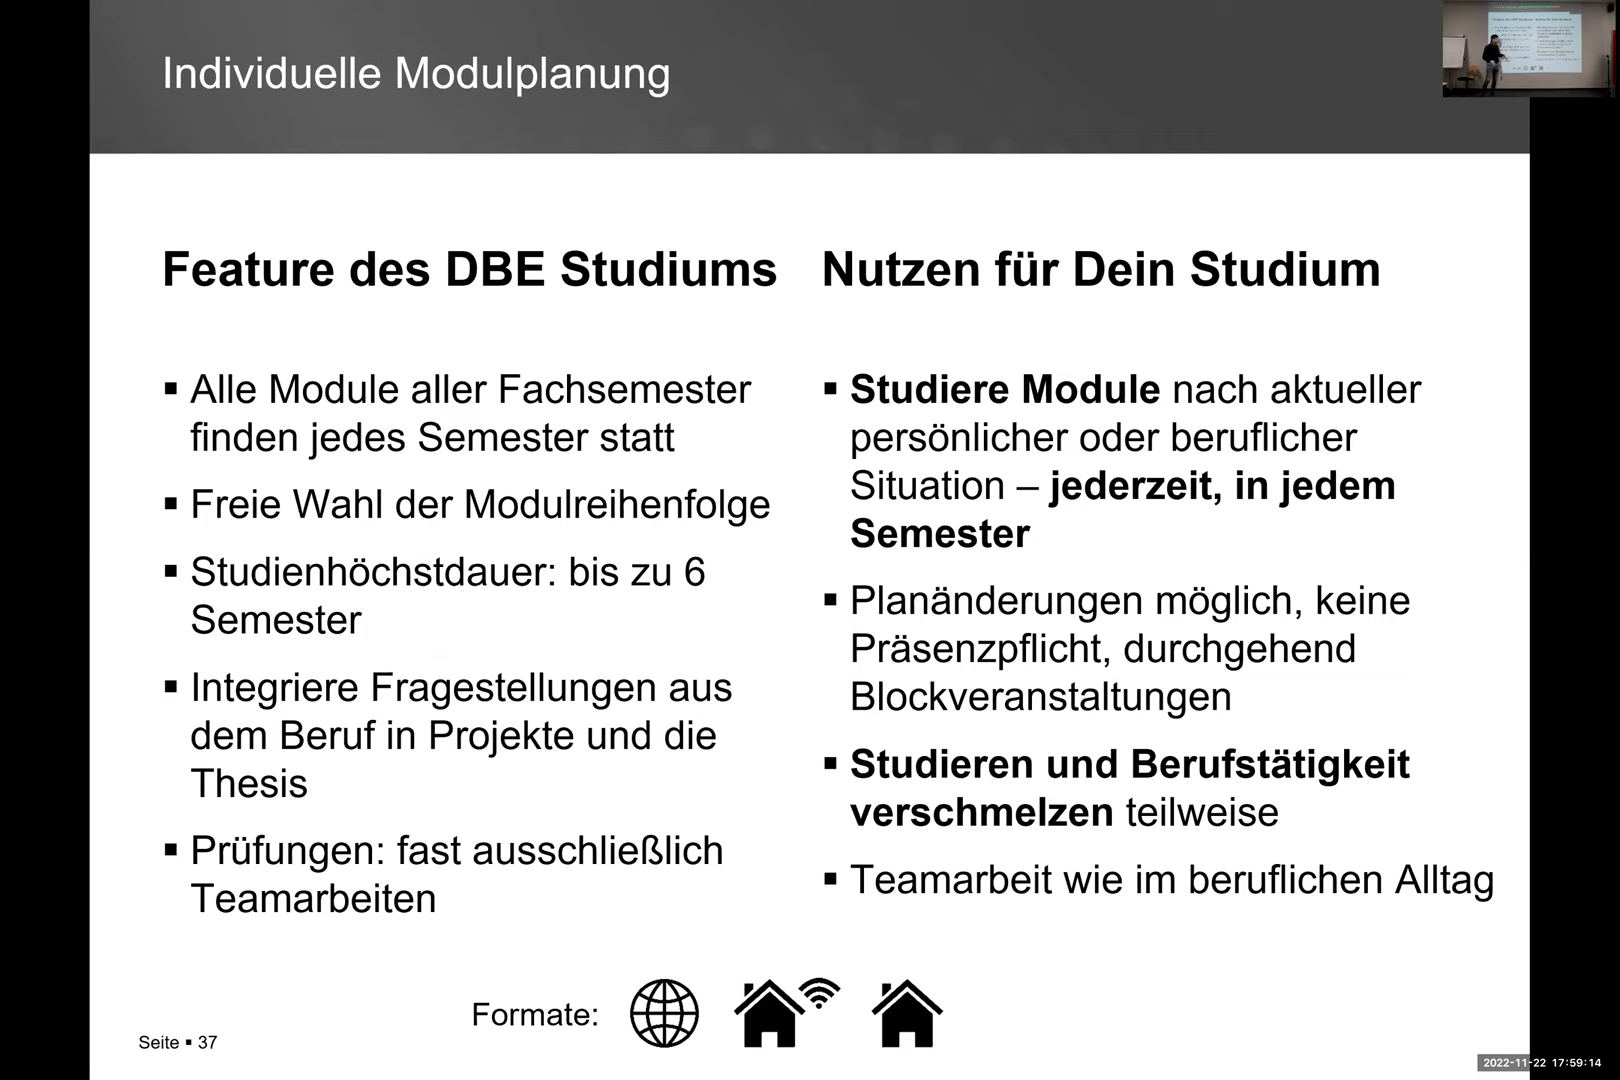 Individuelle Modulplanung
Feature des DBE Studiums
▪ Alle Module aller Fachsemester
finden jedes Semester statt
▪ Freie Wahl der Modulreihenfolge
▪ Studienhöchstdauer: bis zu 6
Semester
▪ Integriere Fragestellungen aus
dem Beruf in Projekte und die
Thesis
▪ Prüfungen: fast ausschließlich
Teamarbeiten
Nutzen für Dein Studium
▪ Studiere Module nach aktueller
persönlicher oder beruflicher
Situation – jederzeit, in jedem
Semester
▪ Planänderungen möglich, keine
Präsenzpflicht, durchgehend
Blockveranstaltungen
▪ Studieren und Berufstätigkeit
verschmelzen teilweise
▪ Teamarbeit wie im beruflichen Alltag
Formate:
Seite ▪ 37
2022-11-22 17:59:14